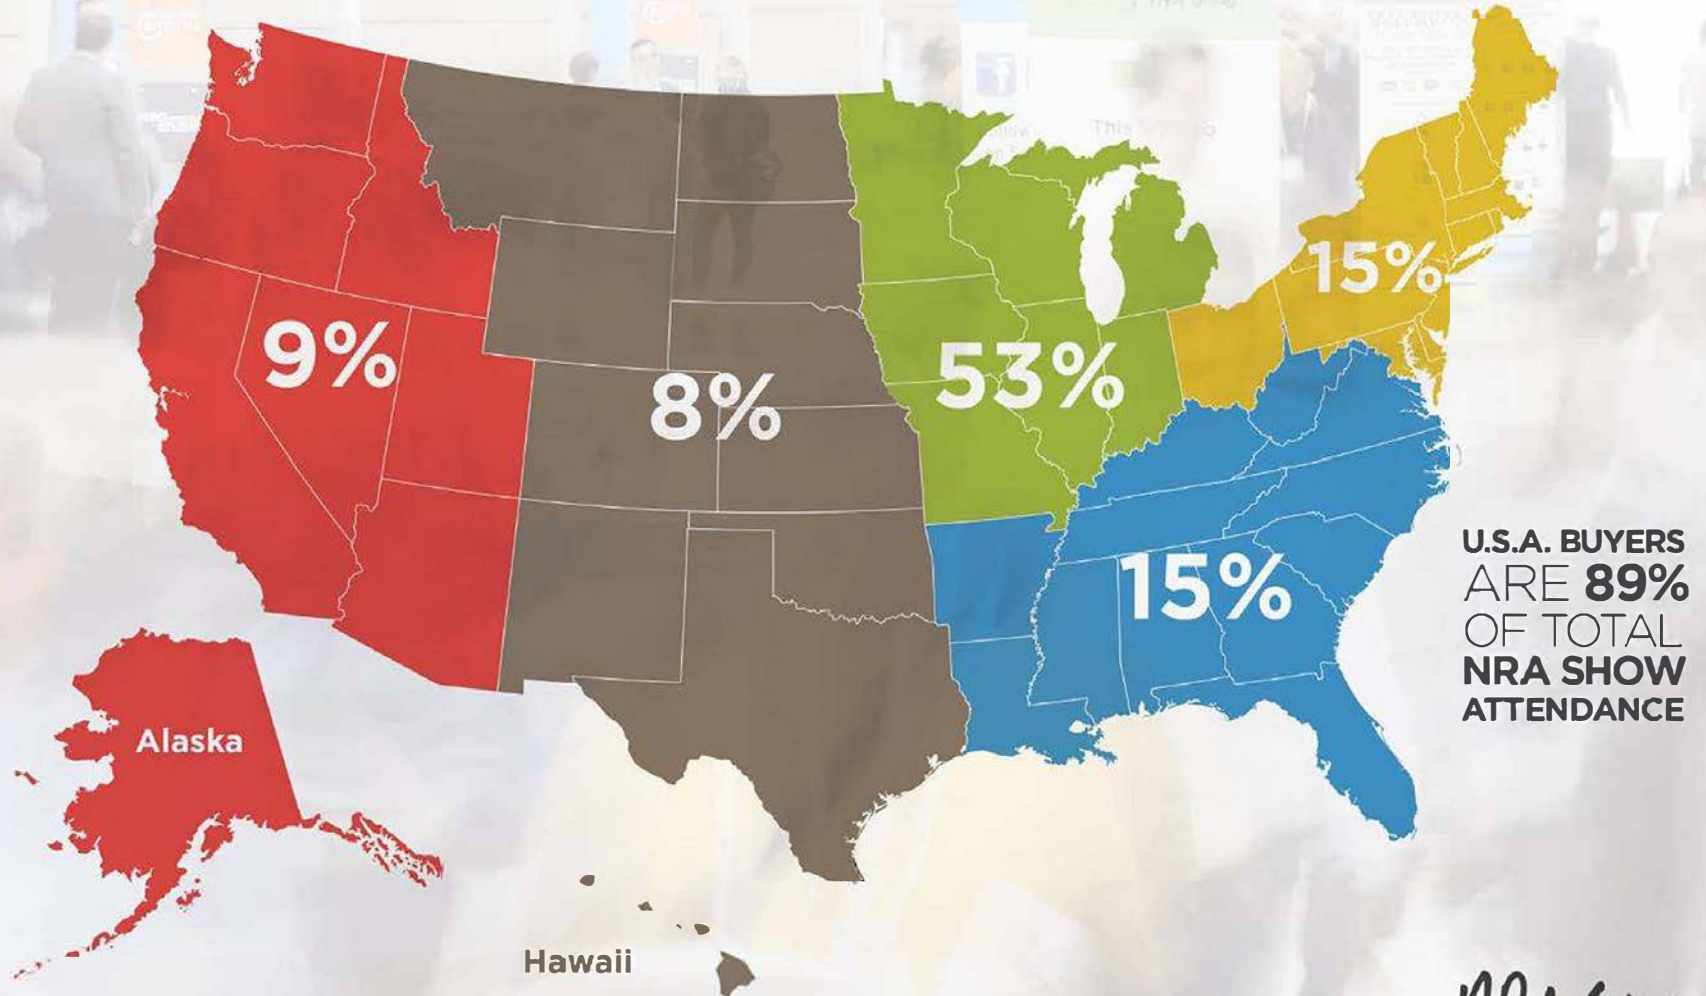 9%
8%
53%
15%
15%
Alaska
Hawaii
U.S.A. BUYERS
ARE 89%
OF TOTAL
NRA SHOW
ATTENDANCE